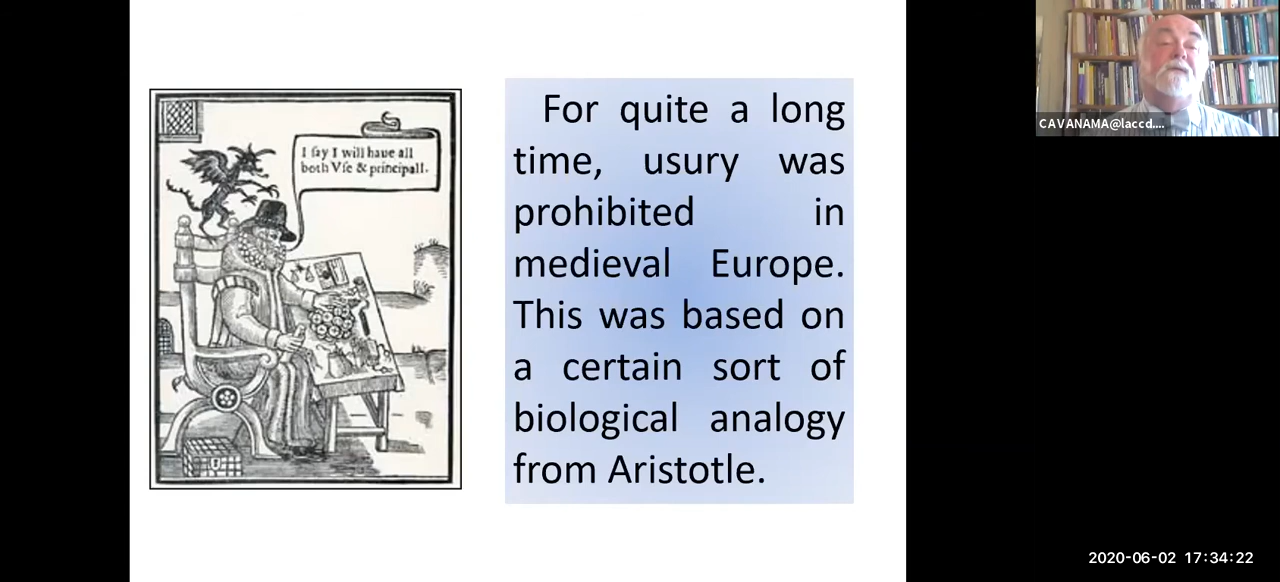 I say I will haue all
both Vse & principall.
For quite a long
time, usury was
prohibited in
medieval Europe.
This was based on
a certain sort of
biological analogy
from Aristotle.
CAVANAMA@laccd....
2020-06-02 17:34:22